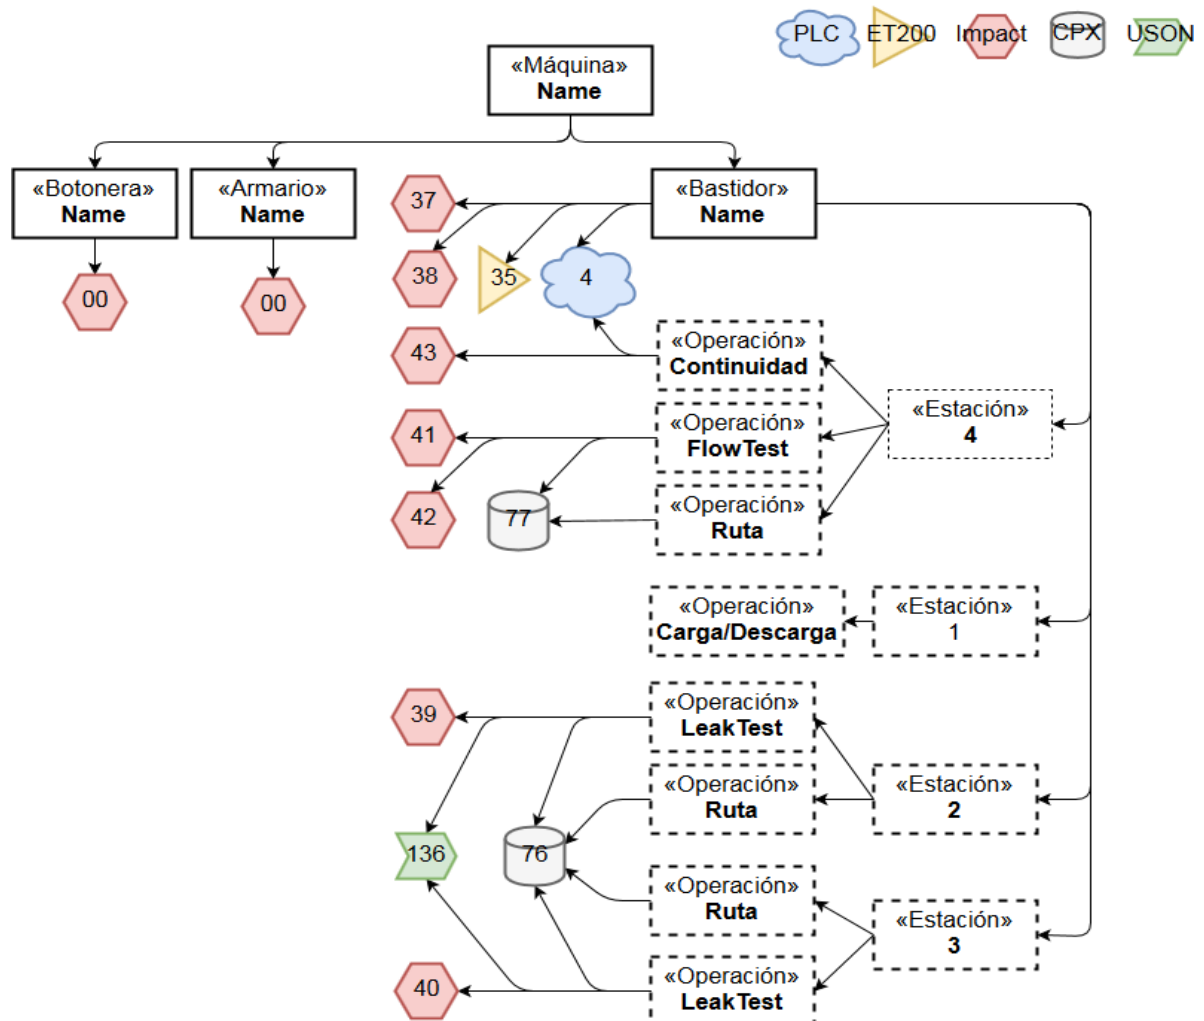 PLC
ET200
Impact
CPX
USON
«Máquina»
Name
«Botonera»
Name
«Armario»
Name
«Bastidor»
Name
37
38
35
4
00
00
«Operación»
Continuidad
43
«Estación»
4
«Operación»
FlowTest
41
«Operación»
Ruta
42
77
«Operación»
Carga/Descarga
«Estación»
1
«Operación»
LeakTest
39
«Operación»
Ruta
«Estación»
2
136
76
«Operación»
Ruta
«Estación»
3
«Operación»
LeakTest
40